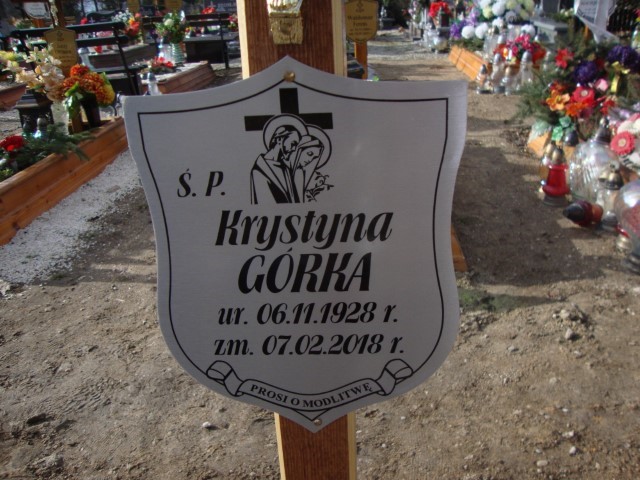 Ś. P.
Krystyna
GÓRKA
ur. 06.11.1928 r.
zm. 07.02.2018 r.
PROSI O MODLITWĘ